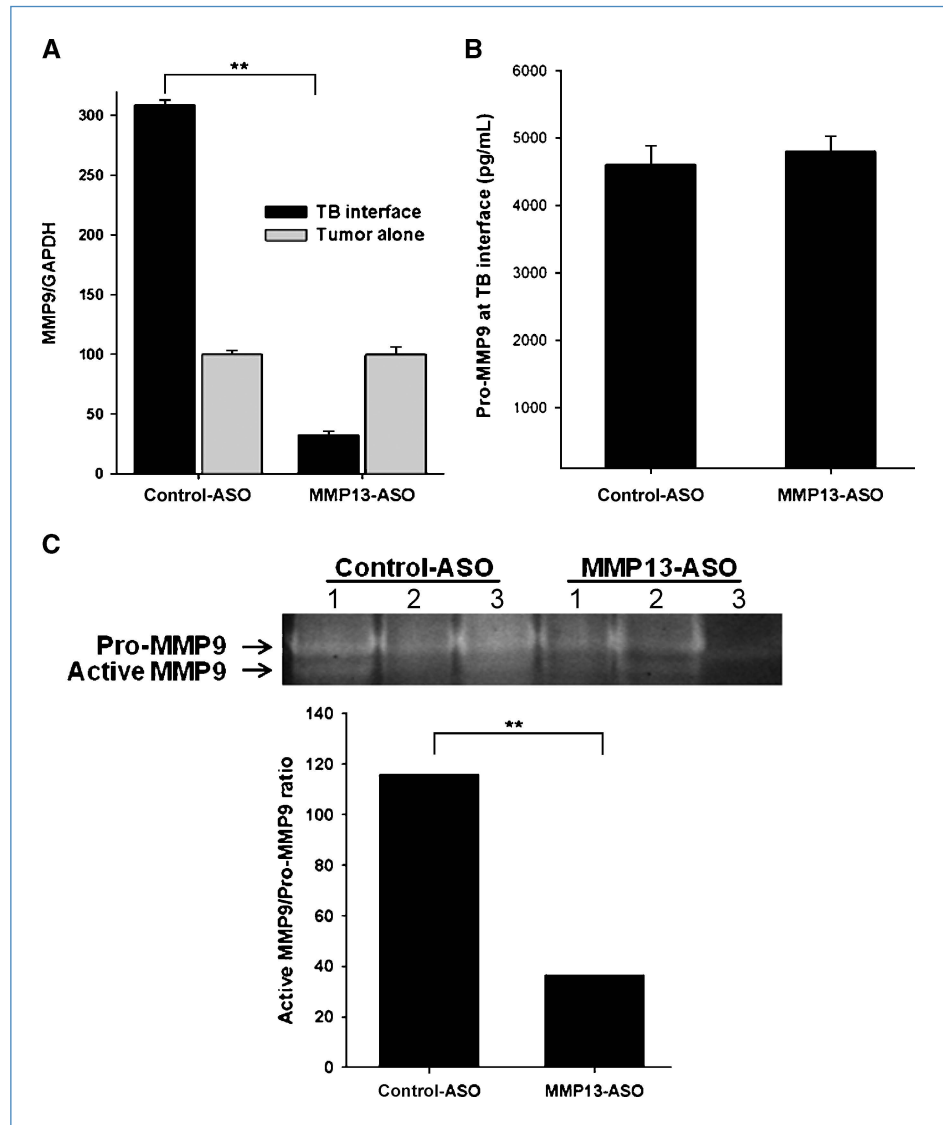 A
**
300
250
200
150
100
50
0
MMP9/GAPDH
TB interface
Tumor alone
Control-ASO MMP13-ASO
B
6000
5000
4000
3000
2000
1000
Pro-MMP9 at TB interface (pg/mL)
Control-ASO MMP13-ASO
C
Control-ASO MMP13-ASO
1 2 3 1 2 3
Pro-MMP9 →
Active MMP9 →
140
120
100
80
60
40
20
0
**
Active MMP9/Pro-MMP9 ratio
Control-ASO MMP13-ASO